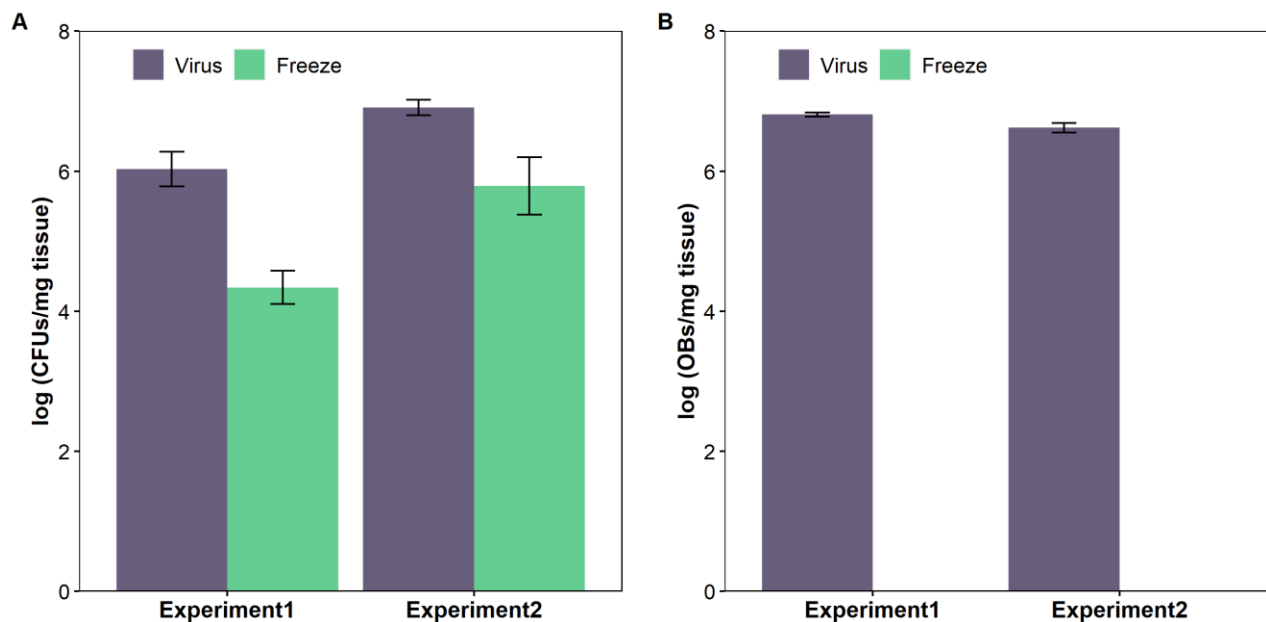 A
log (CFUs/mg tissue)
8
6
4
2
0
Virus Freeze
Experiment1 Experiment2
B
log (OBs/mg tissue)
8
6
4
2
0
Virus Freeze
Experiment1 Experiment2